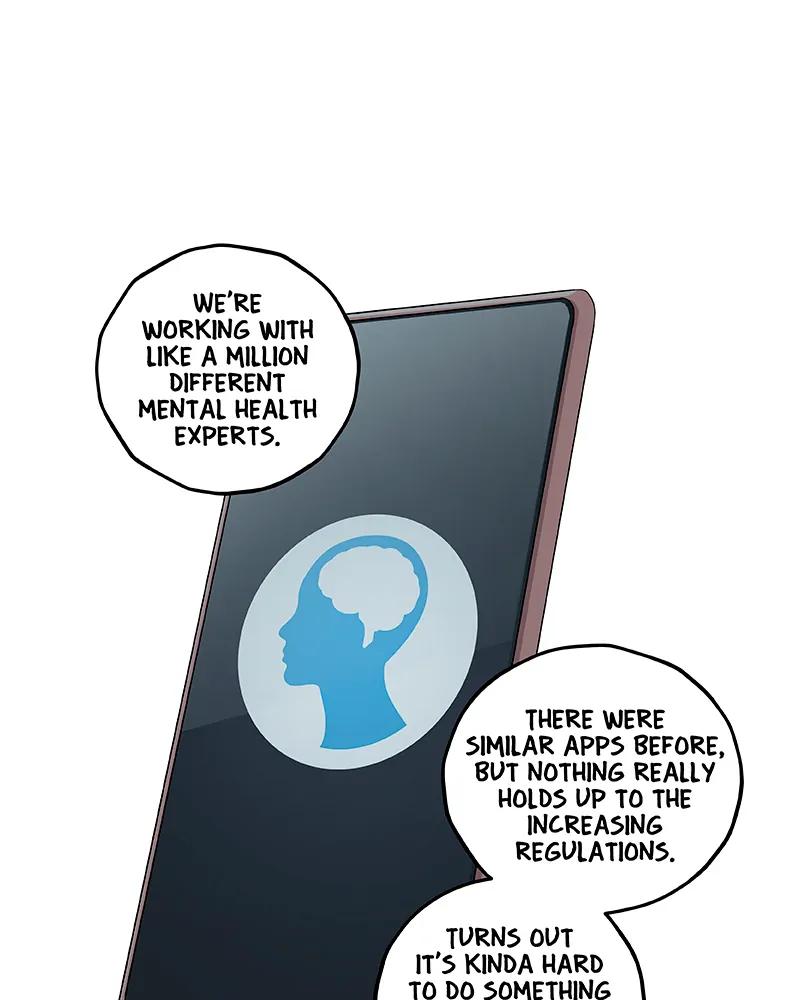 WE'RE
WORKING WITH
LIKE A MILLION
DIFFERENT
MENTAL HEALTH
EXPERTS.
THERE WERE
SIMILAR APPS BEFORE,
BUT NOTHING REALLY
HOLDS UP TO THE
INCREASING
REGULATIONS.
TURNS OUT
IT'S KINDA HARD
TO DO SOMETHING